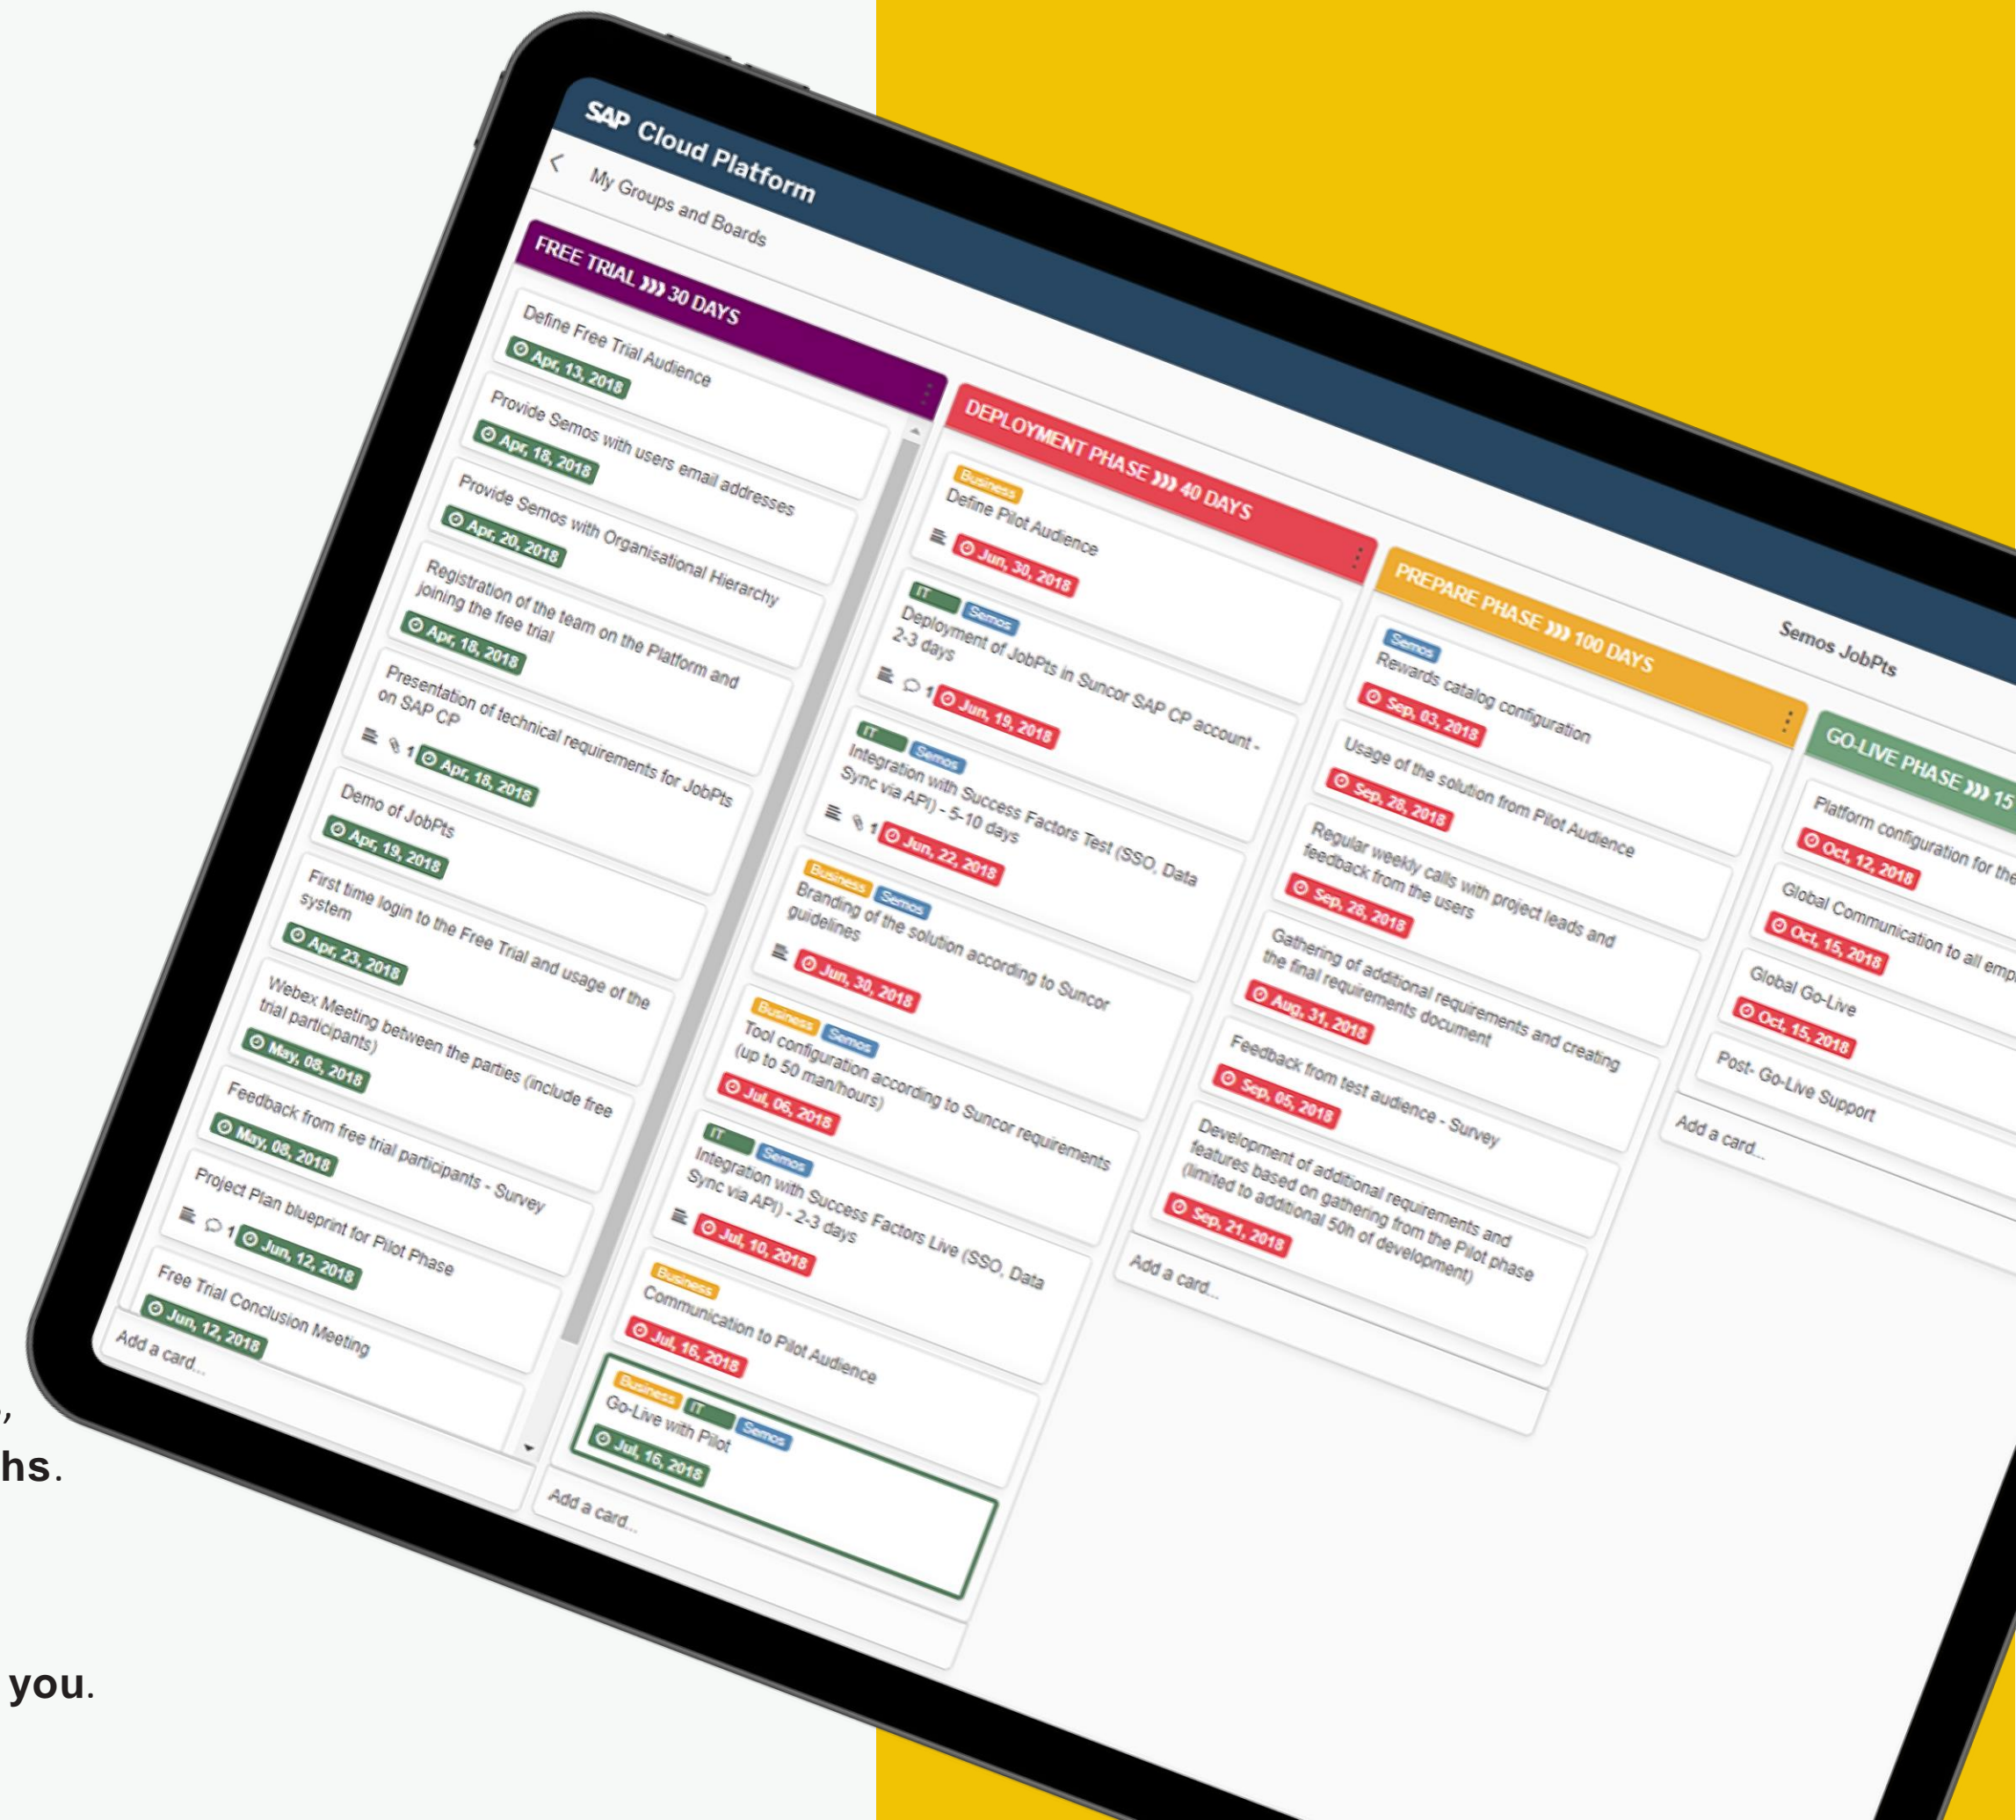 SAP Cloud Platform
My Groups and Boards
Semos JobPts
FREE TRIAL ››› 30 DAYS
Define Free Trial Audience
Apr, 13, 2018
Provide Semos with users email addresses
Apr, 18, 2018
Provide Semos with Organisational Hierarchy
Apr, 20, 2018
Registration of the team on the Platform and
joining the free trial
Apr, 18, 2018
Presentation of technical requirements for JobPts
on SAP CP
1 Apr, 18, 2018
Demo of JobPts
Apr, 19, 2018
First time login to the Free Trial and usage of the
system
Apr, 23, 2018
Webex Meeting between the parties (include free
trial participants)
May, 08, 2018
Feedback from free trial participants - Survey
May, 08, 2018
Project Plan blueprint for Pilot Phase
1 Jun, 12, 2018
Free Trial Conclusion Meeting
Jun, 12, 2018
Add a card...
DEPLOYMENT PHASE ››› 40 DAYS
Business
Define Pilot Audience
Jun, 30, 2018
IT Semos
Deployment of JobPts in Suncor SAP CP account -
2-3 days
1 Jun, 19, 2018
IT Semos
Integration with Success Factors Test (SSO, Data
Sync via API) - 5-10 days
1 Jun, 22, 2018
Business Semos
Branding of the solution according to Suncor
guidelines
Jun, 30, 2018
Business Semos
Tool configuration according to Suncor requirements
(up to 50 man/hours)
Jul, 06, 2018
IT Semos
Integration with Success Factors Live (SSO, Data
Sync via API) - 2-3 days
Jul, 10, 2018
Business
Communication to Pilot Audience
Jul, 16, 2018
Business IT Semos
Go-Live with Pilot
Jul, 16, 2018
Add a card...
PREPARE PHASE ››› 100 DAYS
Semos
Rewards catalog configuration
Sep, 03, 2018
Usage of the solution from Pilot Audience
Sep, 28, 2018
Regular weekly calls with project leads and
feedback from the users
Sep, 28, 2018
Gathering of additional requirements and creating
the final requirements document
Aug, 31, 2018
Feedback from test audience - Survey
Sep, 05, 2018
Development of additional requirements and
features based on gathering from the Pilot phase
(limited to additional 50h of development)
Sep, 21, 2018
Add a card...
GO-LIVE PHASE ››› 15
Platform configuration for the
Oct, 12, 2018
Global Communication to all emp
Oct, 15, 2018
Global Go-Live
Oct, 15, 2018
Post- Go-Live Support
Add a card...
,
hs.
you.